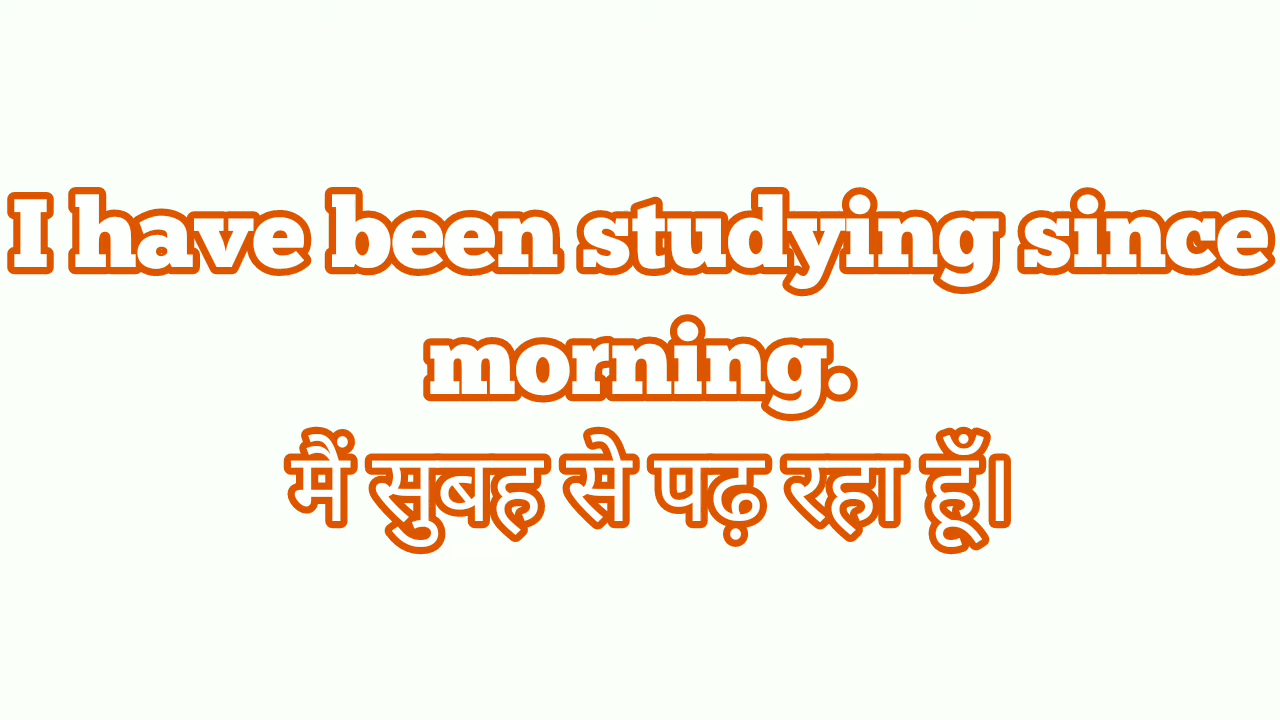 I have been studying since
morning.
मैं सुबह से पढ़ रहा हूँ।